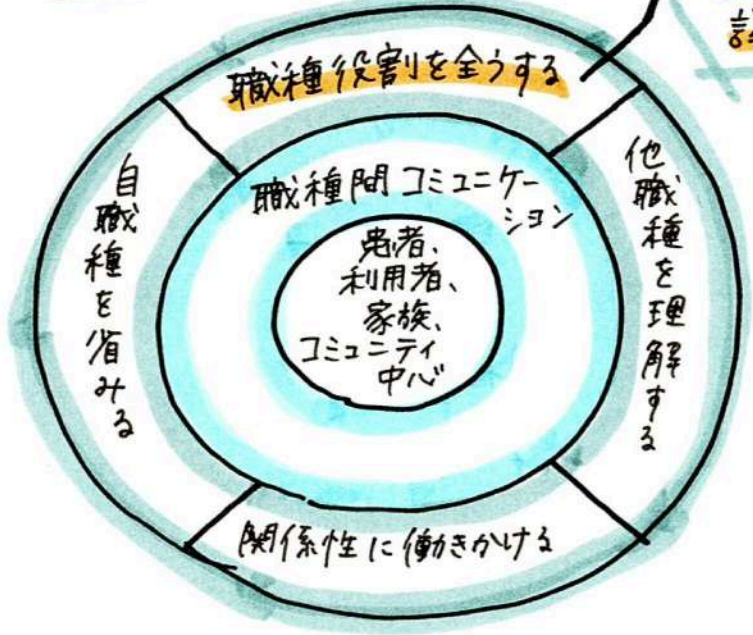 職種役割を全うする
職種間コミュニケー
ション
患者、
利用者、
家族、
コミュニティ
中心
自職種を省みる
他職種を理解する
関係性に働きかける